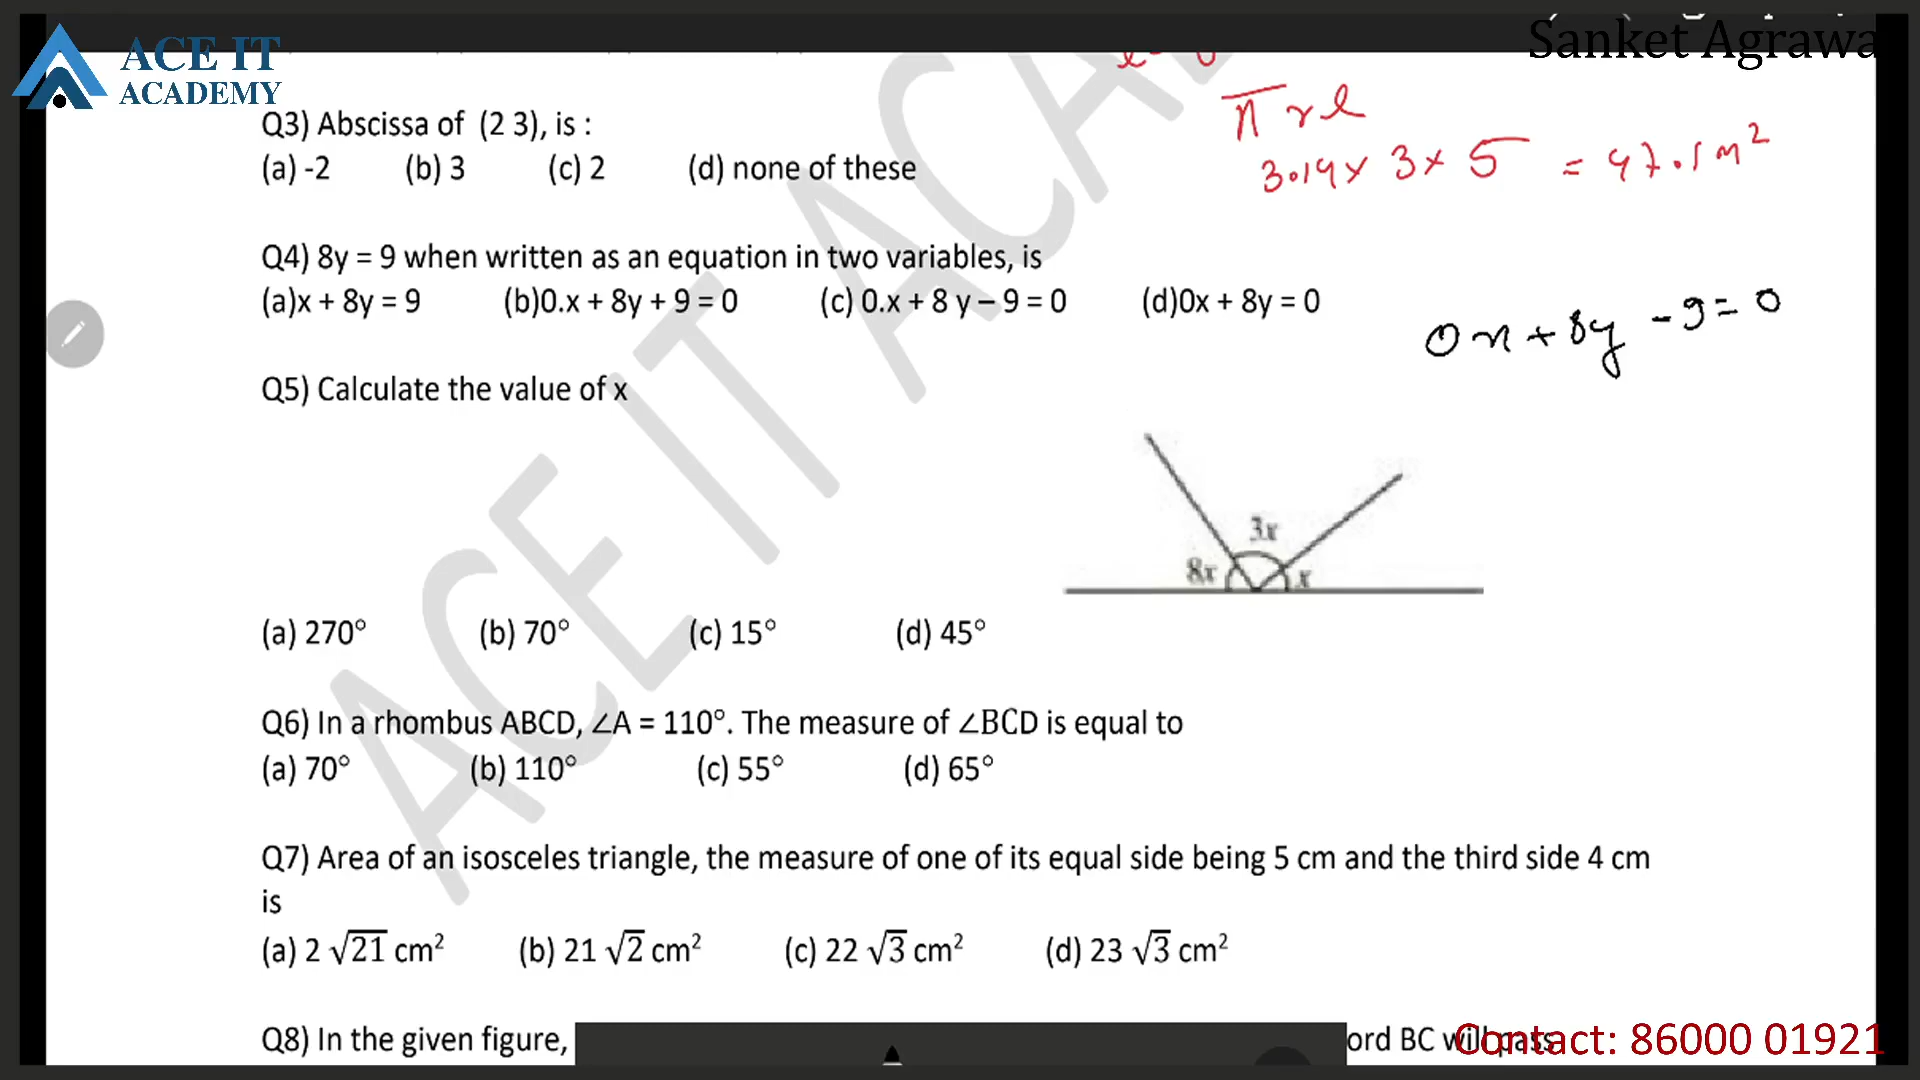 Sanket Agrawa
ACE IT
ACADEMY
Q3) Abscissa of (2 3), is :
(a) -2 (b) 3 (c) 2 (d) none of these
π r l
3.14 x 3 x 5 = 47.1 m²
Q4) 8y = 9 when written as an equation in two variables, is
(a)x + 8y = 9 (b)0.x + 8y + 9 = 0 (c) 0.x + 8 y – 9 = 0 (d)0x + 8y = 0
0x + 8y - 9 = 0
Q5) Calculate the value of x
3x
8x x
(a) 270° (b) 70° (c) 15° (d) 45°
Q6) In a rhombus ABCD, ∠A = 110°. The measure of ∠BCD is equal to
(a) 70° (b) 110° (c) 55° (d) 65°
Q7) Area of an isosceles triangle, the measure of one of its equal side being 5 cm and the third side 4 cm
is
(a) 2 √21 cm² (b) 21 √2 cm² (c) 22 √3 cm² (d) 23 √3 cm²
Q8) In the given figure, ord BC will pass
Contact: 86000 01921
ACE IT ACAD